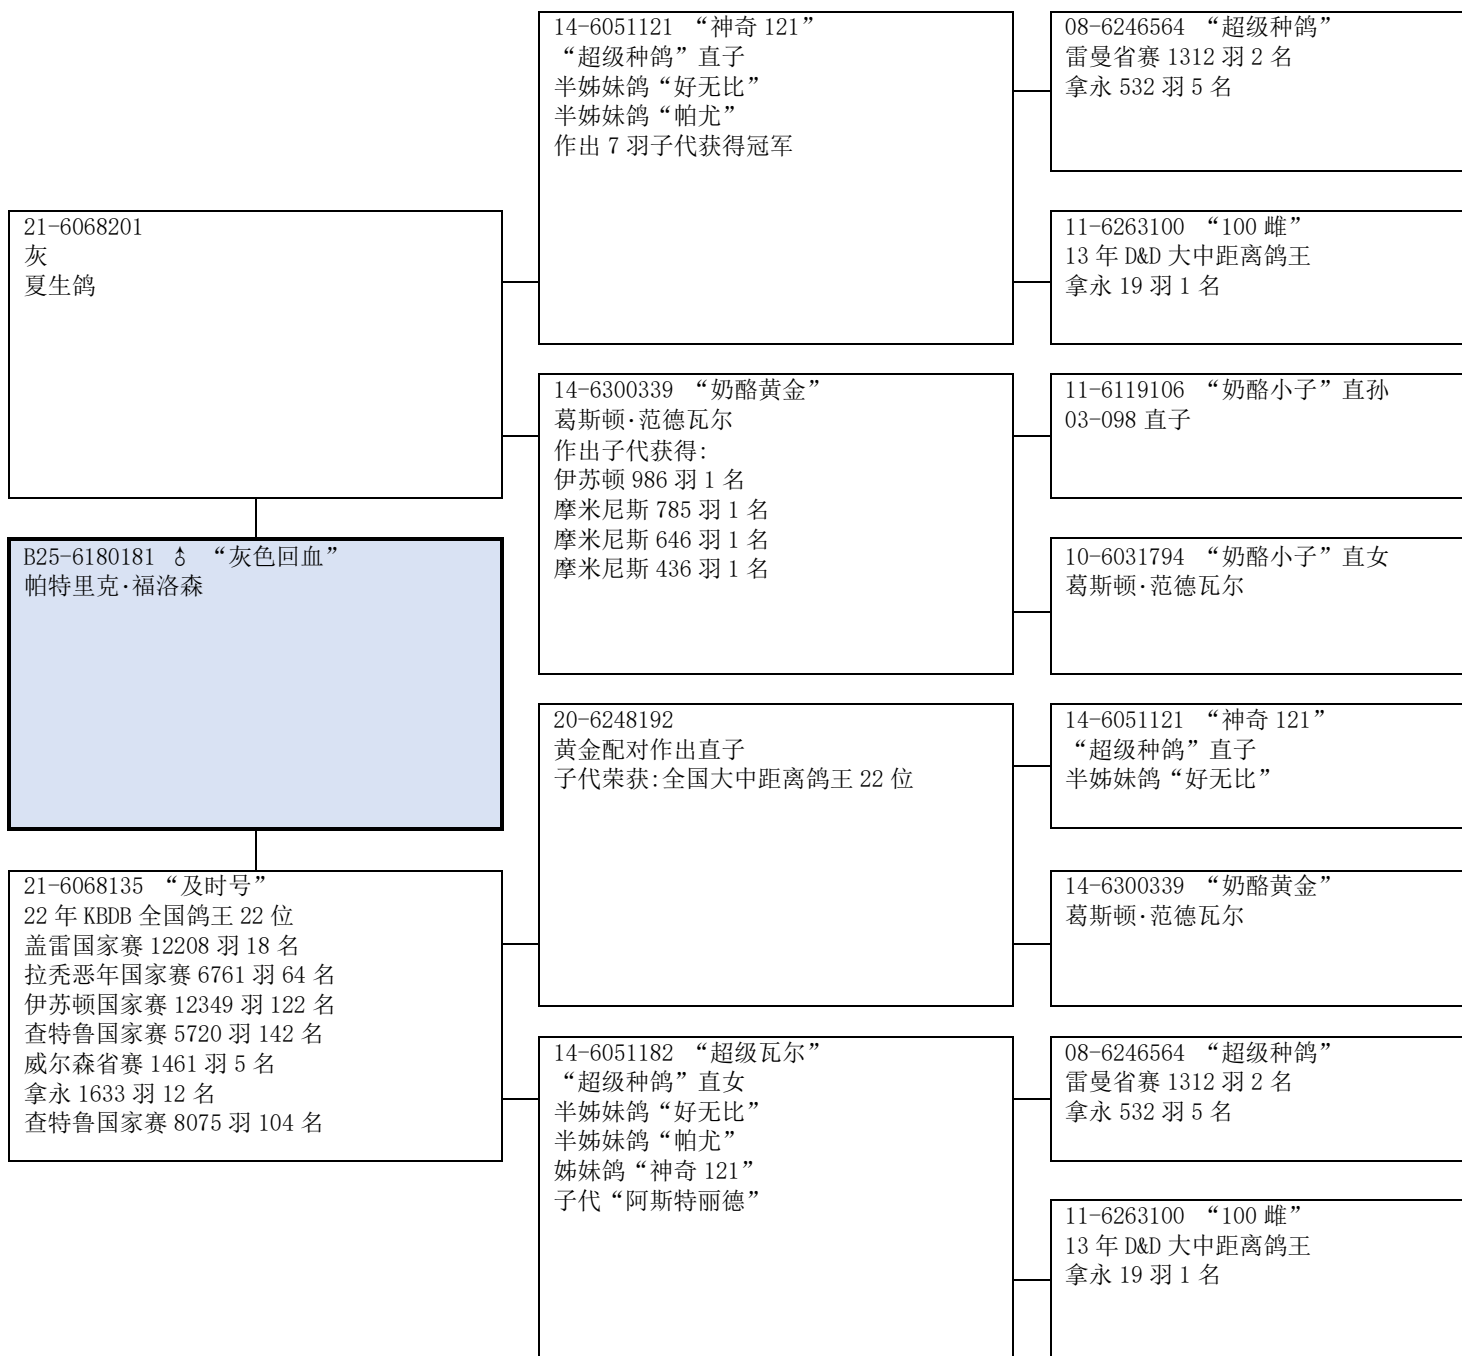 14-6051121 “神奇 121”
“超级种鸽”直子
半姊妹鸽“好无比”
半姊妹鸽“帕尤”
作出 7 羽子代获得冠军
08-6246564 “超级种鸽”
雷曼省赛 1312 羽 2 名
拿永 532 羽 5 名
21-6068201
灰
夏生鸽
11-6263100 “100 雌”
13 年 D&D 大中距离鸽王
拿永 19 羽 1 名
14-6300339 “奶酪黄金”
葛斯顿·范德瓦尔
作出子代获得:
伊苏顿 986 羽 1 名
摩米尼斯 785 羽 1 名
摩米尼斯 646 羽 1 名
摩米尼斯 436 羽 1 名
11-6119106 “奶酪小子”直孙
03-098 直子
B25-6180181 ♂ “灰色回血”
帕特里克·福洛森
10-6031794 “奶酪小子”直女
葛斯顿·范德瓦尔
20-6248192
黄金配对作出直子
子代荣获:全国大中距离鸽王 22 位
14-6051121 “神奇 121”
“超级种鸽”直子
半姊妹鸽“好无比”
21-6068135 “及时号”
22 年 KBDB 全国鸽王 22 位
盖雷国家赛 12208 羽 18 名
拉秃恶年国家赛 6761 羽 64 名
伊苏顿国家赛 12349 羽 122 名
查特鲁国家赛 5720 羽 142 名
威尔森省赛 1461 羽 5 名
拿永 1633 羽 12 名
查特鲁国家赛 8075 羽 104 名
14-6300339 “奶酪黄金”
葛斯顿·范德瓦尔
14-6051182 “超级瓦尔”
“超级种鸽”直女
半姊妹鸽“好无比”
半姊妹鸽“帕尤”
姊妹鸽“神奇 121”
子代“阿斯特丽德”
08-6246564 “超级种鸽”
雷曼省赛 1312 羽 2 名
拿永 532 羽 5 名
11-6263100 “100 雌”
13 年 D&D 大中距离鸽王
拿永 19 羽 1 名